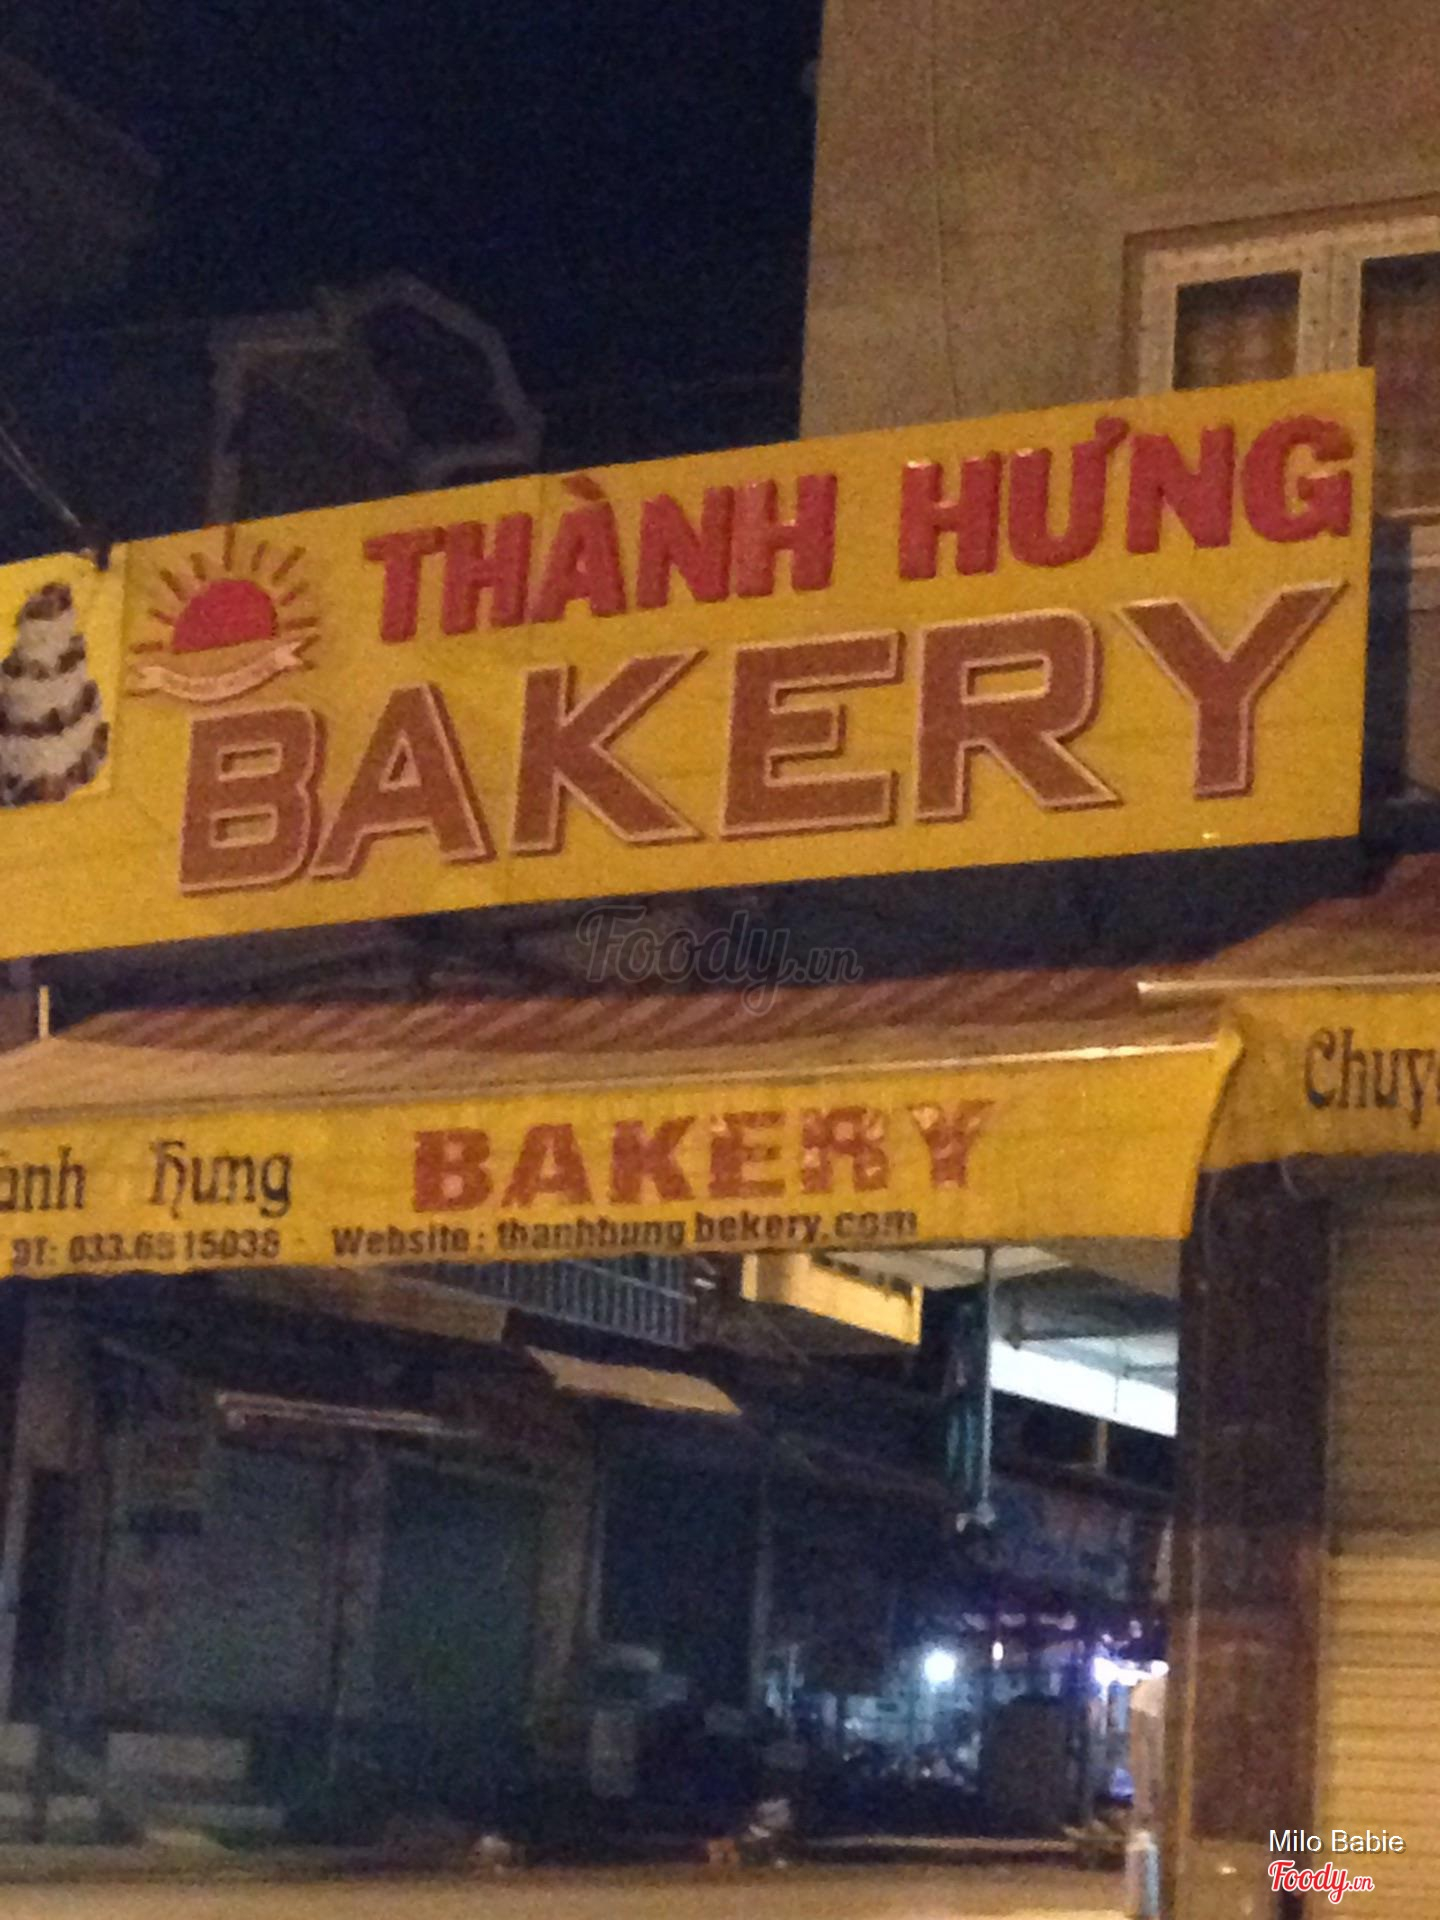 THÀNH HƯNG
BAKERY
Foody.vn
Chuy
ành Hưng BAKERY
ĐT: 033.6515038 Website: thanhhung bekery.com
Milo Babie
Foody.vn